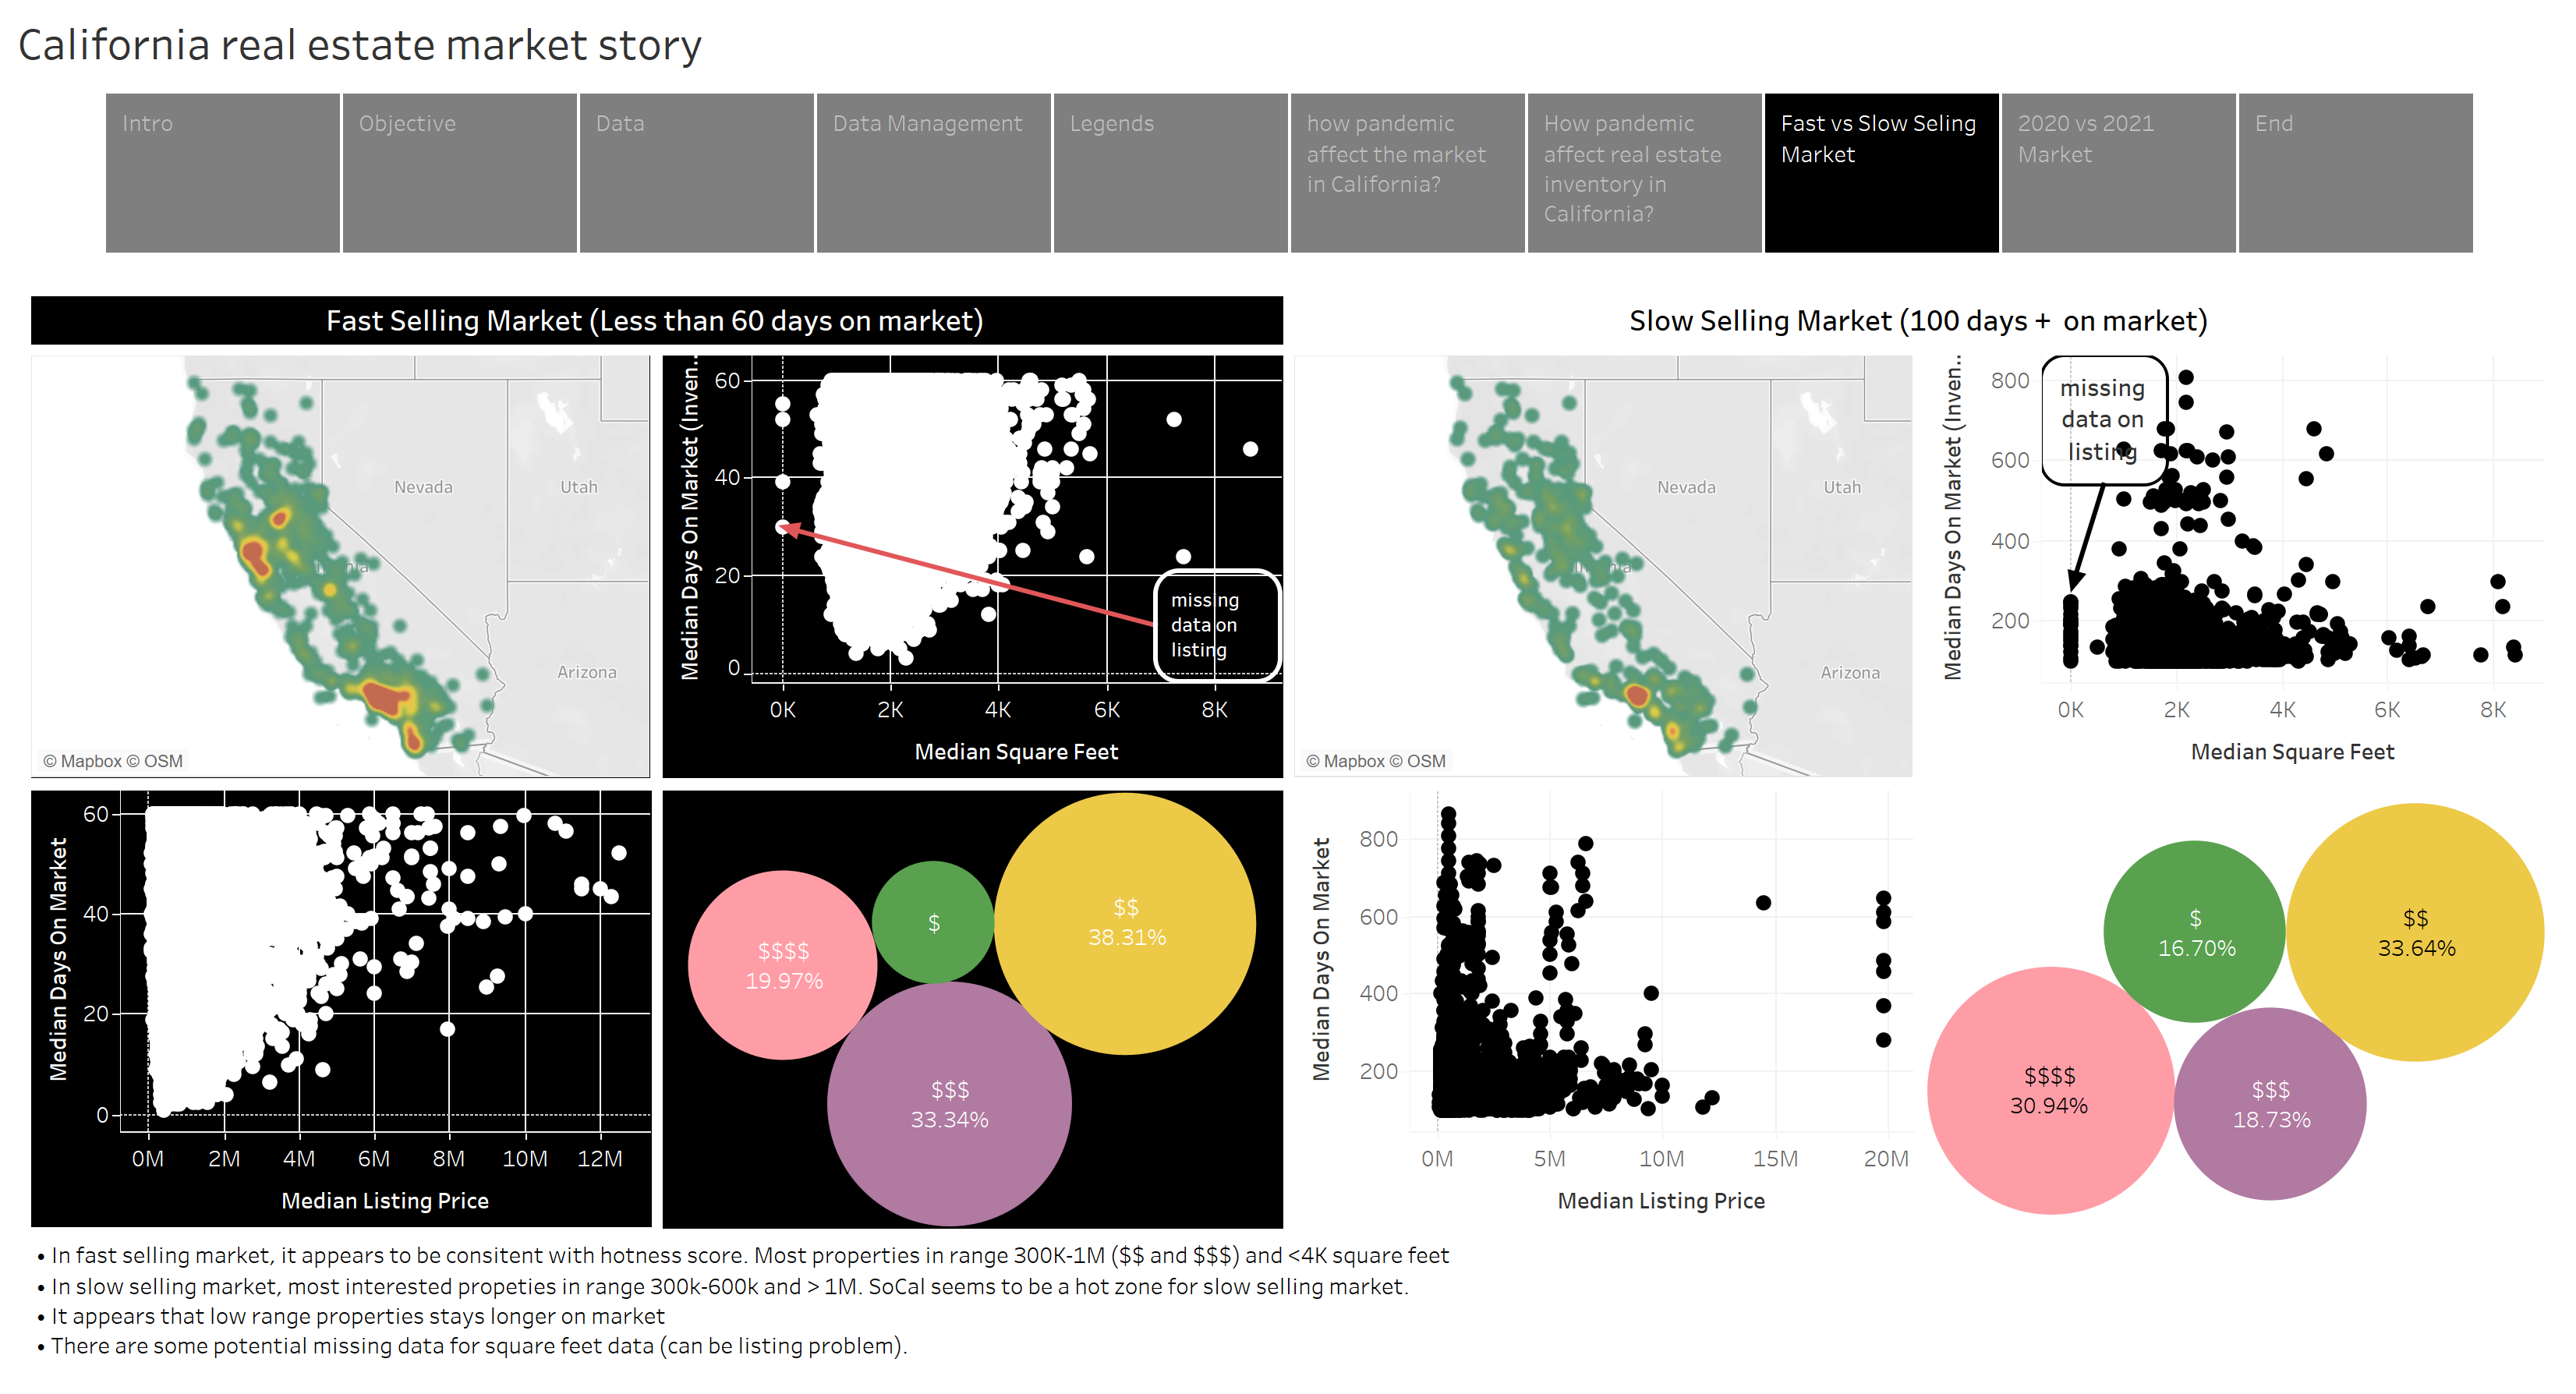 California real estate market story
Intro
Objective
Data
Data Management
Legends
how pandemic
affect the market
in California?
How pandemic
affect real estate
inventory in
California?
Fast vs Slow Seling
Market
2020 vs 2021
Market
End
Fast Selling Market (Less than 60 days on market)
Nevada
Utah
Arizona
© Mapbox © OSM
Median Days On Market (Inven..
60
40
20
0
missing
data on
listing
0K
2K
4K
6K
8K
Median Square Feet
Median Days On Market
60
40
20
0
0M
2M
4M
6M
8M
10M
12M
Median Listing Price
$$$$
19.97%
$
$$
38.31%
$$$
33.34%
Slow Selling Market (100 days + on market)
Nevada
Utah
Arizona
© Mapbox © OSM
Median Days On Market (Inven..
800
600
400
200
missing
data on
listing
0K
2K
4K
6K
8K
Median Square Feet
Median Days On Market
800
600
400
200
0M
5M
10M
15M
20M
Median Listing Price
$
16.70%
$$
33.64%
$$$$
30.94%
$$$
18.73%
• In fast selling market, it appears to be consitent with hotness score. Most properties in range 300K-1M ($$ and $$$) and <4K square feet
• In slow selling market, most interested propeties in range 300k-600k and > 1M. SoCal seems to be a hot zone for slow selling market.
• It appears that low range properties stays longer on market
• There are some potential missing data for square feet data (can be listing problem).